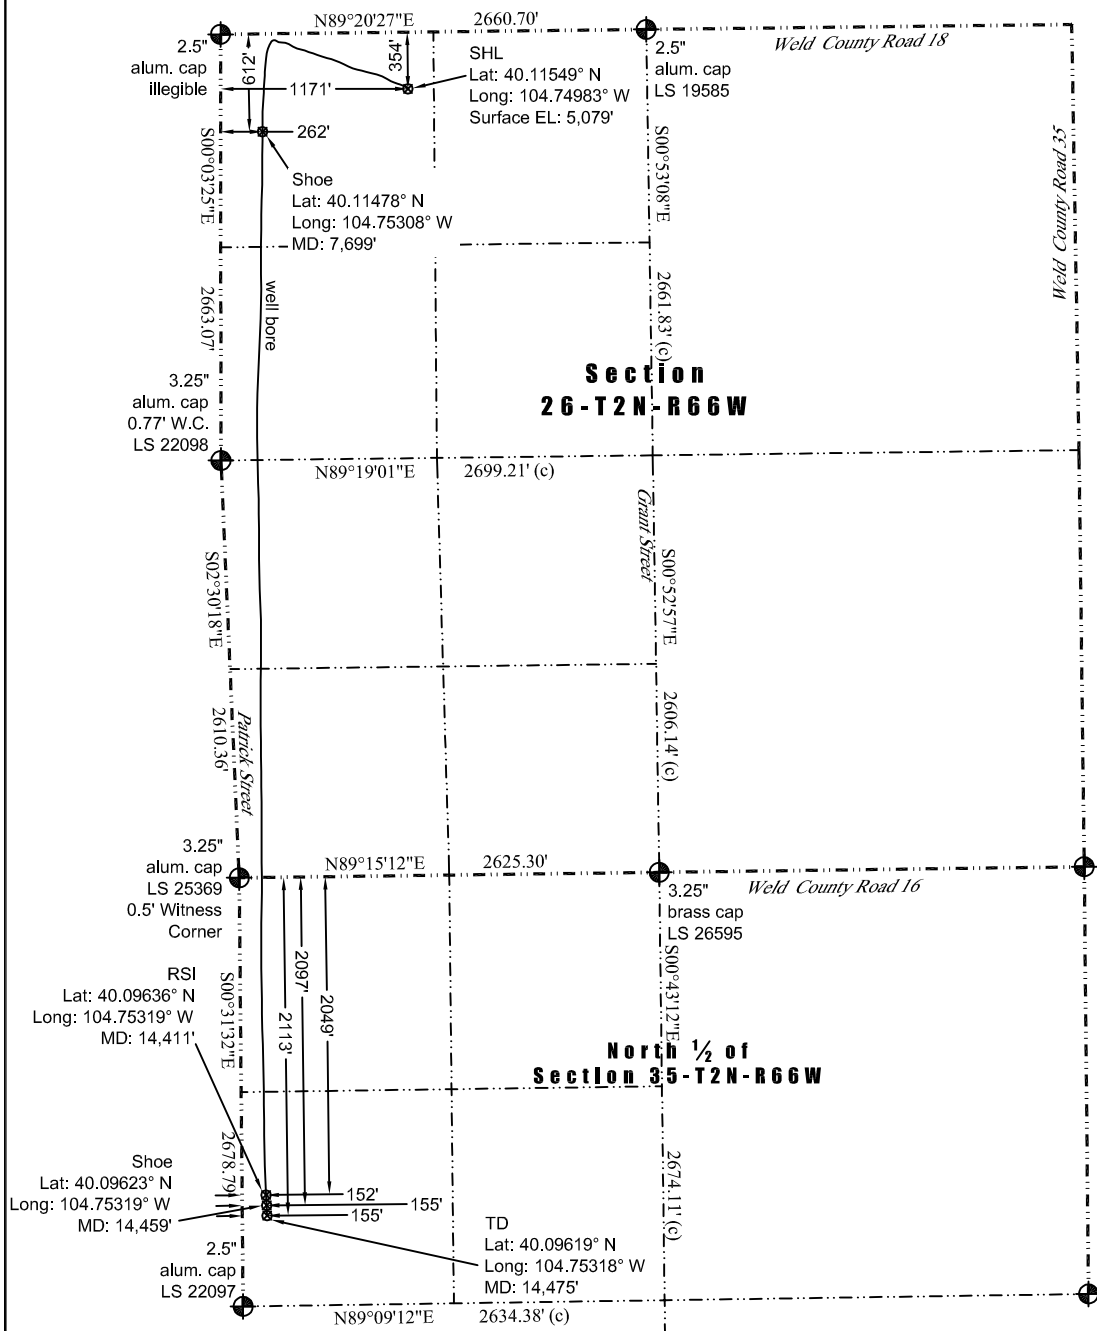 N89°20'27"E 2660.70'
Weld County Road 18
2.5"
alum. cap
illegible
612'
354'
1171'
262'
SHL
Lat: 40.11549° N
Long: 104.74983° W
Surface EL: 5,079'
2.5"
alum. cap
LS 19585
Shoe
Lat: 40.11478° N
Long: 104.75308° W
MD: 7,699'
S00°03'25"E
2663.07'
well bore
S00°53'08"E
2661.83' (c)
Weld County Road 35
Section
26-T2N-R66W
3.25"
alum. cap
0.77' W.C.
LS 22098
N89°19'01"E 2699.21' (c)
Grant Street
S02°30'18"E
2610.36'
Patrick Street
S00°52'57"E
2606.14' (c)
3.25"
alum. cap
LS 25369
0.5' Witness
Corner
N89°15'12"E 2625.30'
Weld County Road 16
3.25"
brass cap
LS 26595
RSI
Lat: 40.09636° N
Long: 104.75319° W
MD: 14,411'
S00°31'32"E
2678.79'
2113'
2097'
2049'
S00°43'12"E
2674.11' (c)
North ½ of
Section 35-T2N-R66W
Shoe
Lat: 40.09623° N
Long: 104.75319° W
MD: 14,459'
152'
155'
155'
TD
Lat: 40.09619° N
Long: 104.75318° W
MD: 14,475'
2.5"
alum. cap
LS 22097
N89°09'12"E 2634.38' (c)